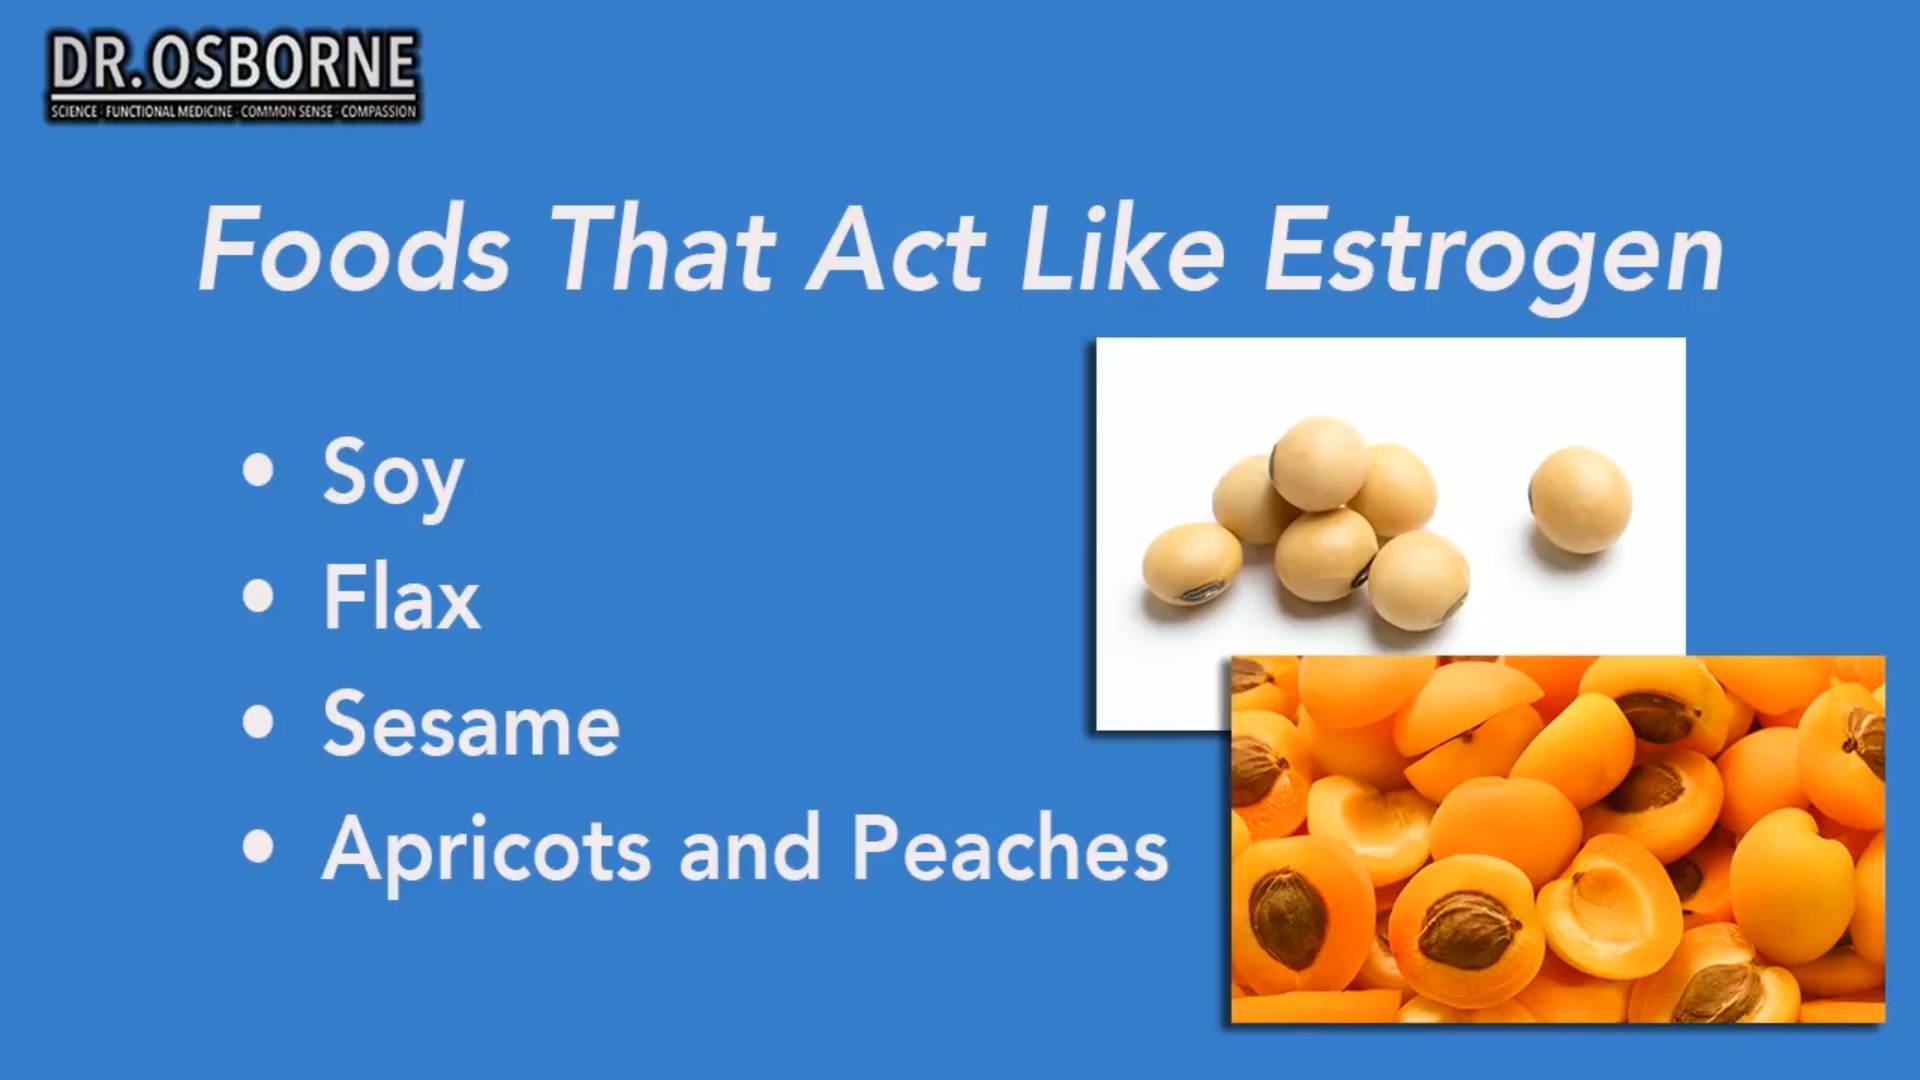 DR. OSBORNE
SCIENCE · FUNCTIONAL MEDICINE · COMMON SENSE · COMPASSION
Foods That Act Like Estrogen
• Soy
• Flax
• Sesame
• Apricots and Peaches